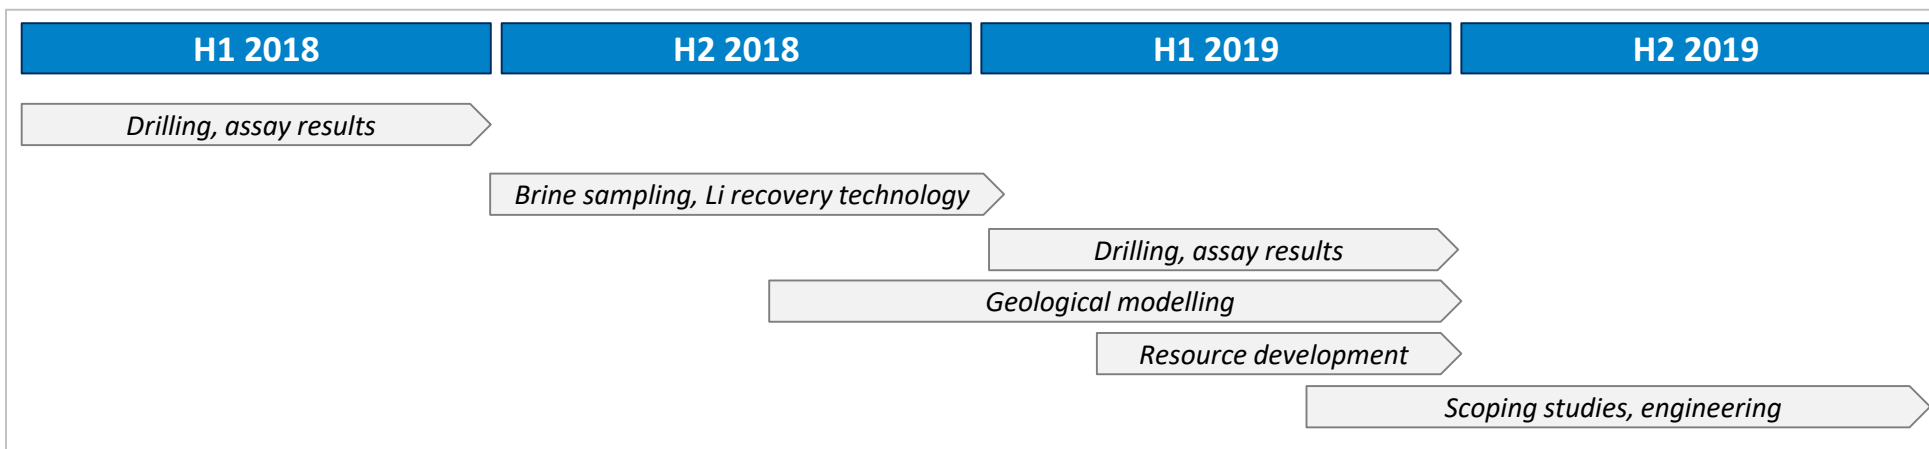 H1 2018
H2 2018
H1 2019
H2 2019
Drilling, assay results
Brine sampling, Li recovery technology
Drilling, assay results
Geological modelling
Resource development
Scoping studies, engineering